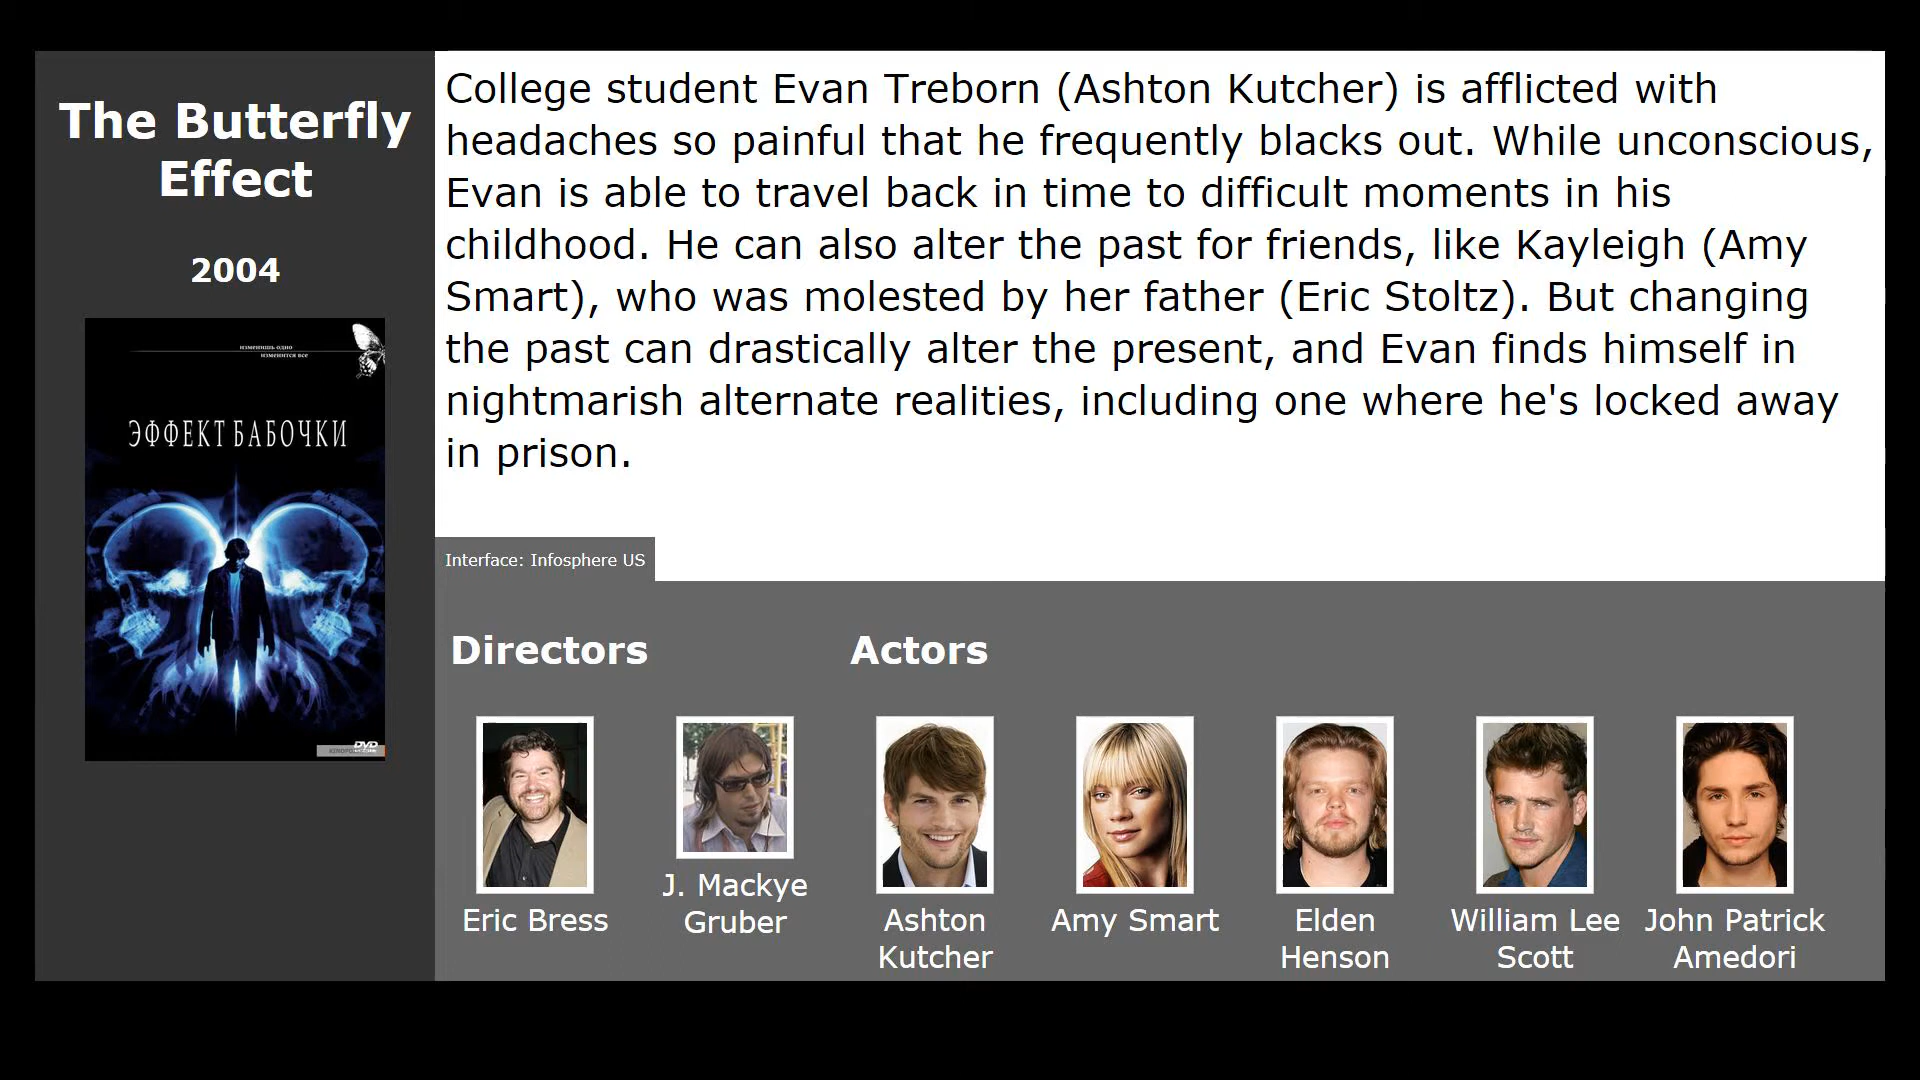 The Butterfly
Effect
2004
изменишь одно
изменится все
ЭФФЕКТ БАБОЧКИ
DVD
College student Evan Treborn (Ashton Kutcher) is afflicted with
headaches so painful that he frequently blacks out. While unconscious,
Evan is able to travel back in time to difficult moments in his
childhood. He can also alter the past for friends, like Kayleigh (Amy
Smart), who was molested by her father (Eric Stoltz). But changing
the past can drastically alter the present, and Evan finds himself in
nightmarish alternate realities, including one where he's locked away
in prison.
Interface: Infosphere US
Directors
Actors
Eric Bress
J. Mackye
Gruber
Ashton
Kutcher
Amy Smart
Elden
Henson
William Lee
Scott
John Patrick
Amedori